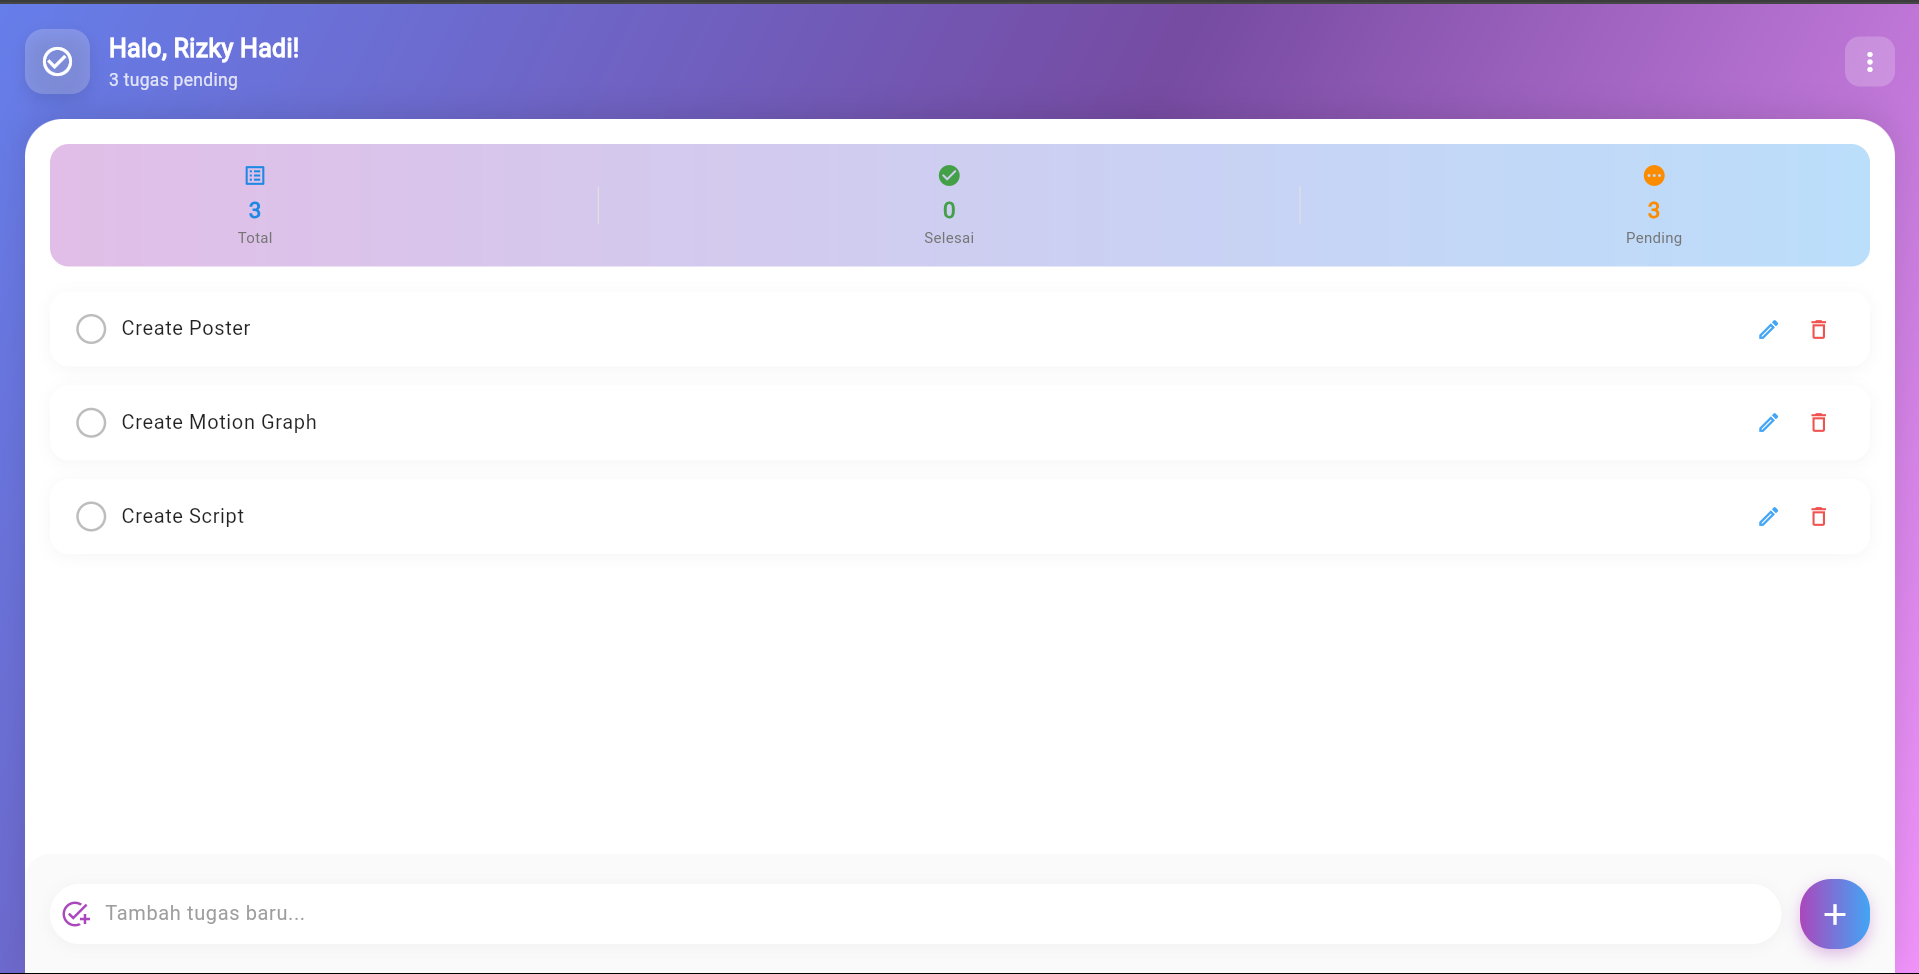 Halo, Rizky Hadi!
3 tugas pending
3
Total
0
Selesai
3
Pending
Create Poster
Create Motion Graph
Create Script
Tambah tugas baru...